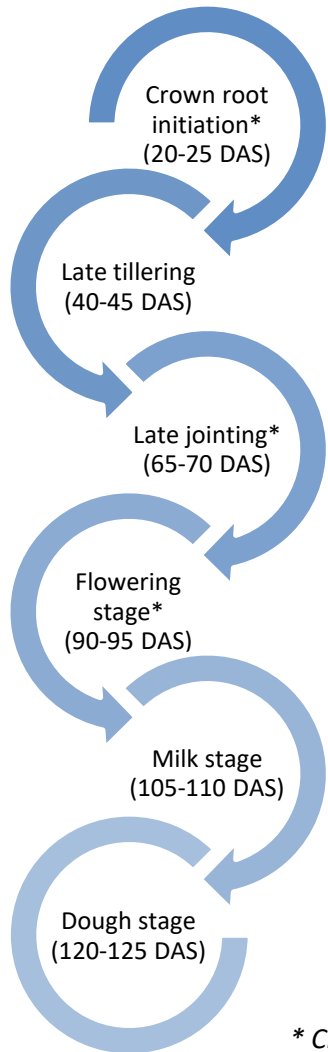 Crown root
initiation*
(20-25 DAS)
Late tillering
(40-45 DAS)
Late jointing*
(65-70 DAS)
Flowering
stage*
(90-95 DAS)
Milk stage
(105-110 DAS)
Dough stage
(120-125 DAS)
*